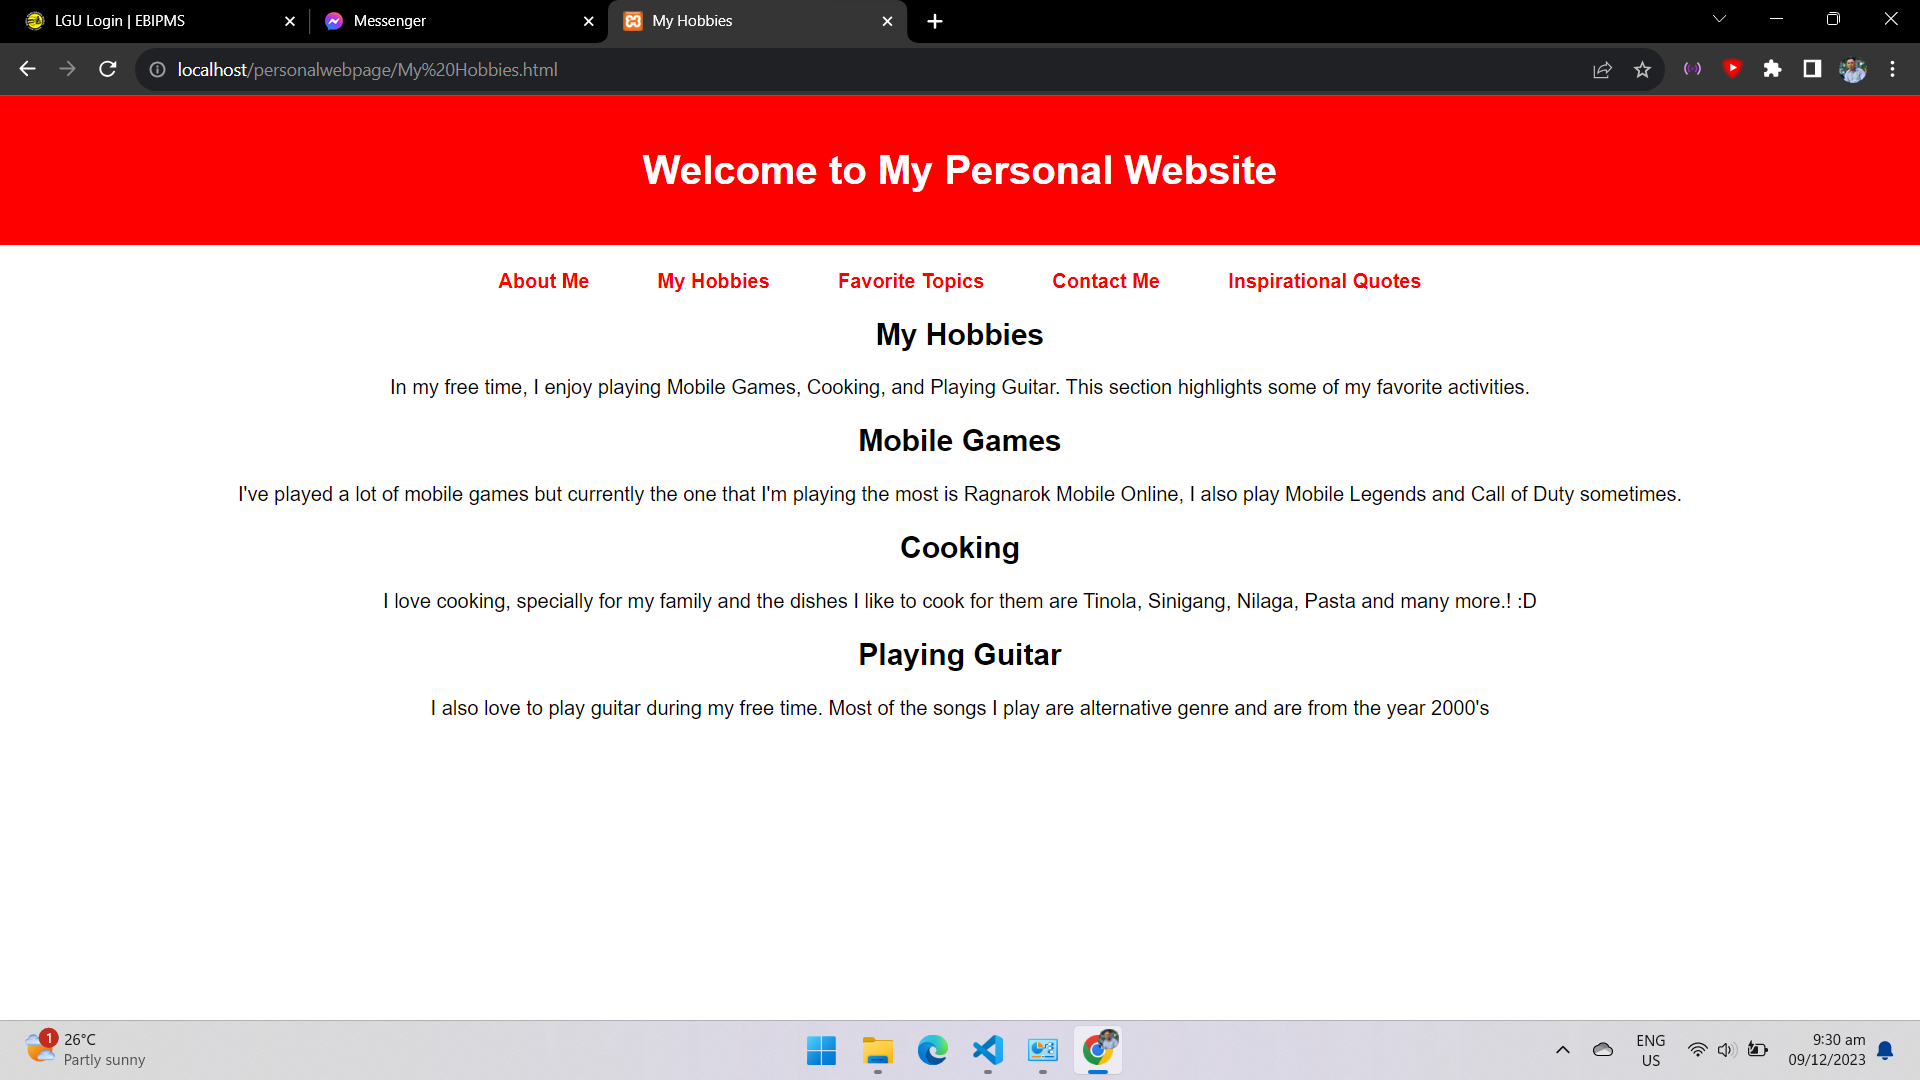 LGU Login | EBIPMS
Messenger
My Hobbies
localhost/personalwebpage/My%20Hobbies.html
Welcome to My Personal Website
About Me
My Hobbies
Favorite Topics
Contact Me
Inspirational Quotes
My Hobbies
In my free time, I enjoy playing Mobile Games, Cooking, and Playing Guitar. This section highlights some of my favorite activities.
Mobile Games
I've played a lot of mobile games but currently the one that I'm playing the most is Ragnarok Mobile Online, I also play Mobile Legends and Call of Duty sometimes.
Cooking
I love cooking, specially for my family and the dishes I like to cook for them are Tinola, Sinigang, Nilaga, Pasta and many more.! :D
Playing Guitar
I also love to play guitar during my free time. Most of the songs I play are alternative genre and are from the year 2000's
1
26°C
Partly sunny
ENG
US
9:30 am
09/12/2023